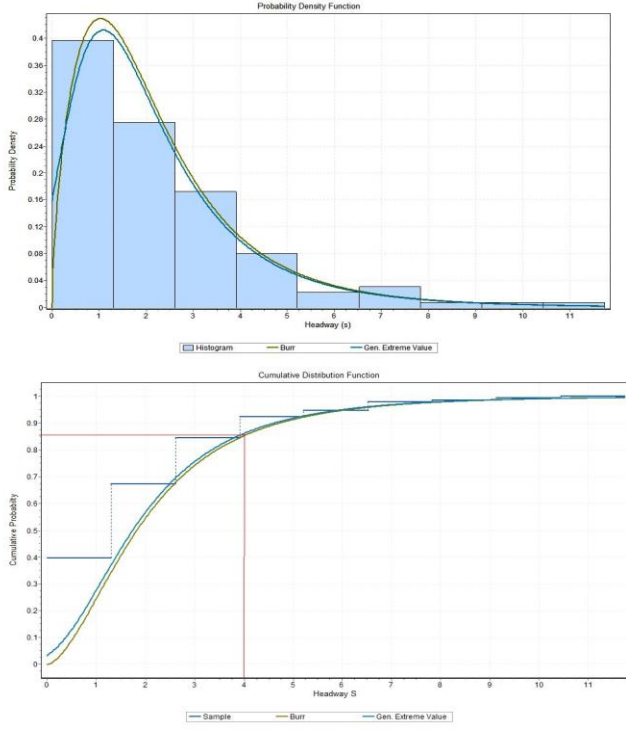 Probability Density Function
Probability Densty
0.4
0.36
0.32
0.28
0.24
0.2
0.16
0.12
0.08
0.04
0
0 1 2 3 4 5 6 7 8 9 10 11
Headway (s)
Histogram Burr Gen. Extreme Value
Cumulative Distribution Function
Cumulative Probabity
1
0.9
0.8
0.7
0.6
0.5
0.4
0.3
0.2
0.1
0
0 1 2 3 4 5 6 7 8 9 10 11
Headway S
Sample Burr Gen. Extreme Value